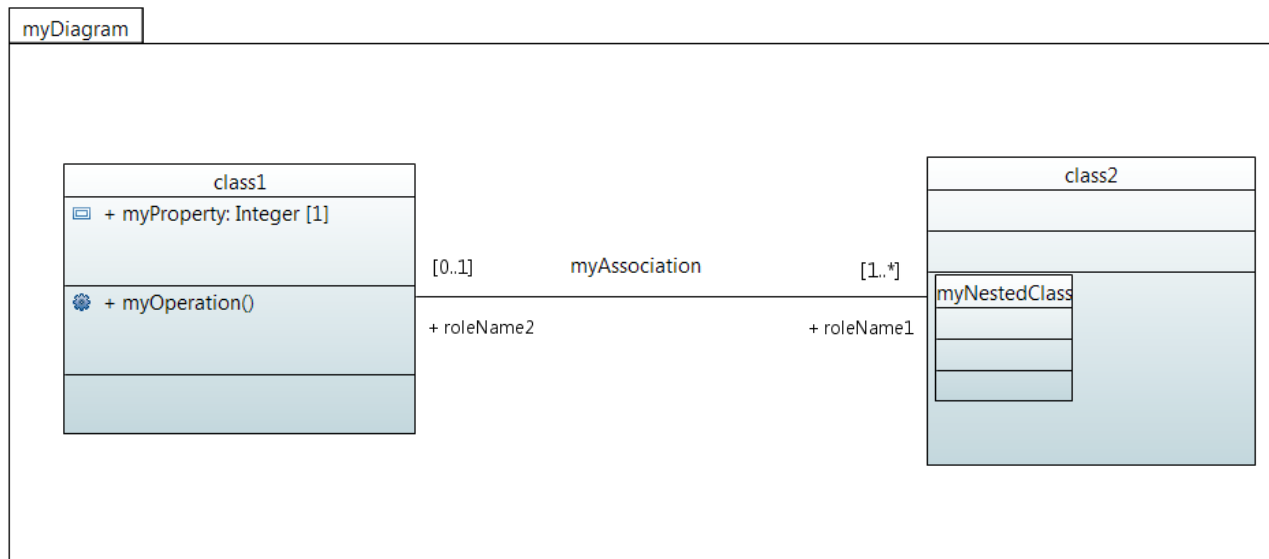 myDiagram
class1
+ myProperty: Integer [1]
+ myOperation()
[0..1]
myAssociation
[1..*]
+ roleName2
+ roleName1
class2
myNestedClass